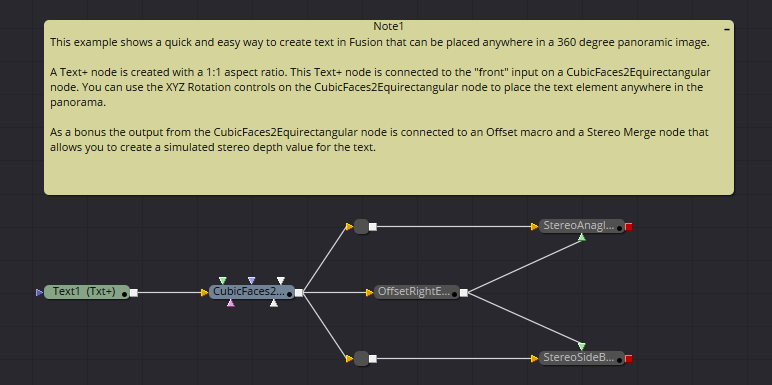 Note1
This example shows a quick and easy way to create text in Fusion that can be placed anywhere in a 360 degree panoramic image.
A Text+ node is created with a 1:1 aspect ratio. This Text+ node is connected to the "front" input on a CubicFaces2Equirectangular
node. You can use the XYZ Rotation controls on the CubicFaces2Equirectangular node to place the text element anywhere in the
panorama.
As a bonus the output from the CubicFaces2Equirectangular node is connected to an Offset macro and a Stereo Merge node that
allows you to create a simulated stereo depth value for the text.
StereoAnagl...
Text1 (Txt+)
CubicFaces2...
OffsetRightE...
StereoSideB...